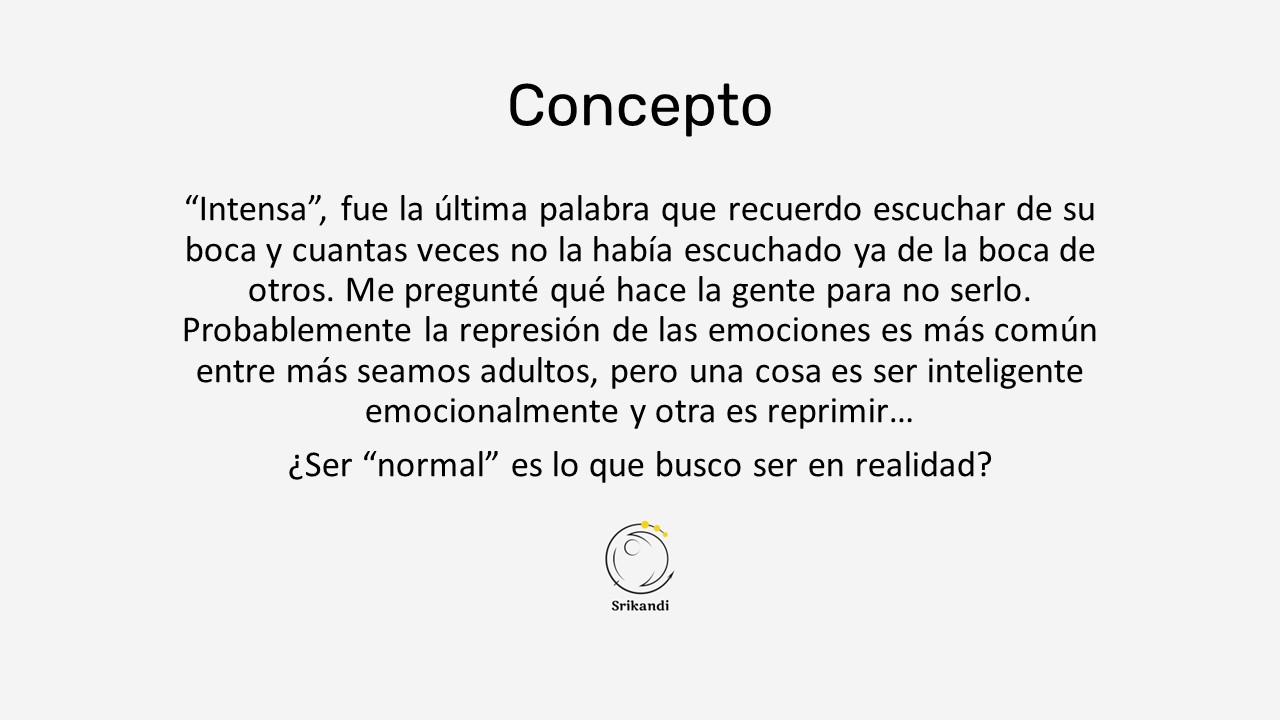 Concepto
“Intensa”, fue la última palabra que recuerdo escuchar de su
boca y cuantas veces no la había escuchado ya de la boca de
otros. Me pregunté qué hace la gente para no serlo.
Probablemente la represión de las emociones es más común
entre más seamos adultos, pero una cosa es ser inteligente
emocionalmente y otra es reprimir…
¿Ser “normal” es lo que busco ser en realidad?
Srikandi